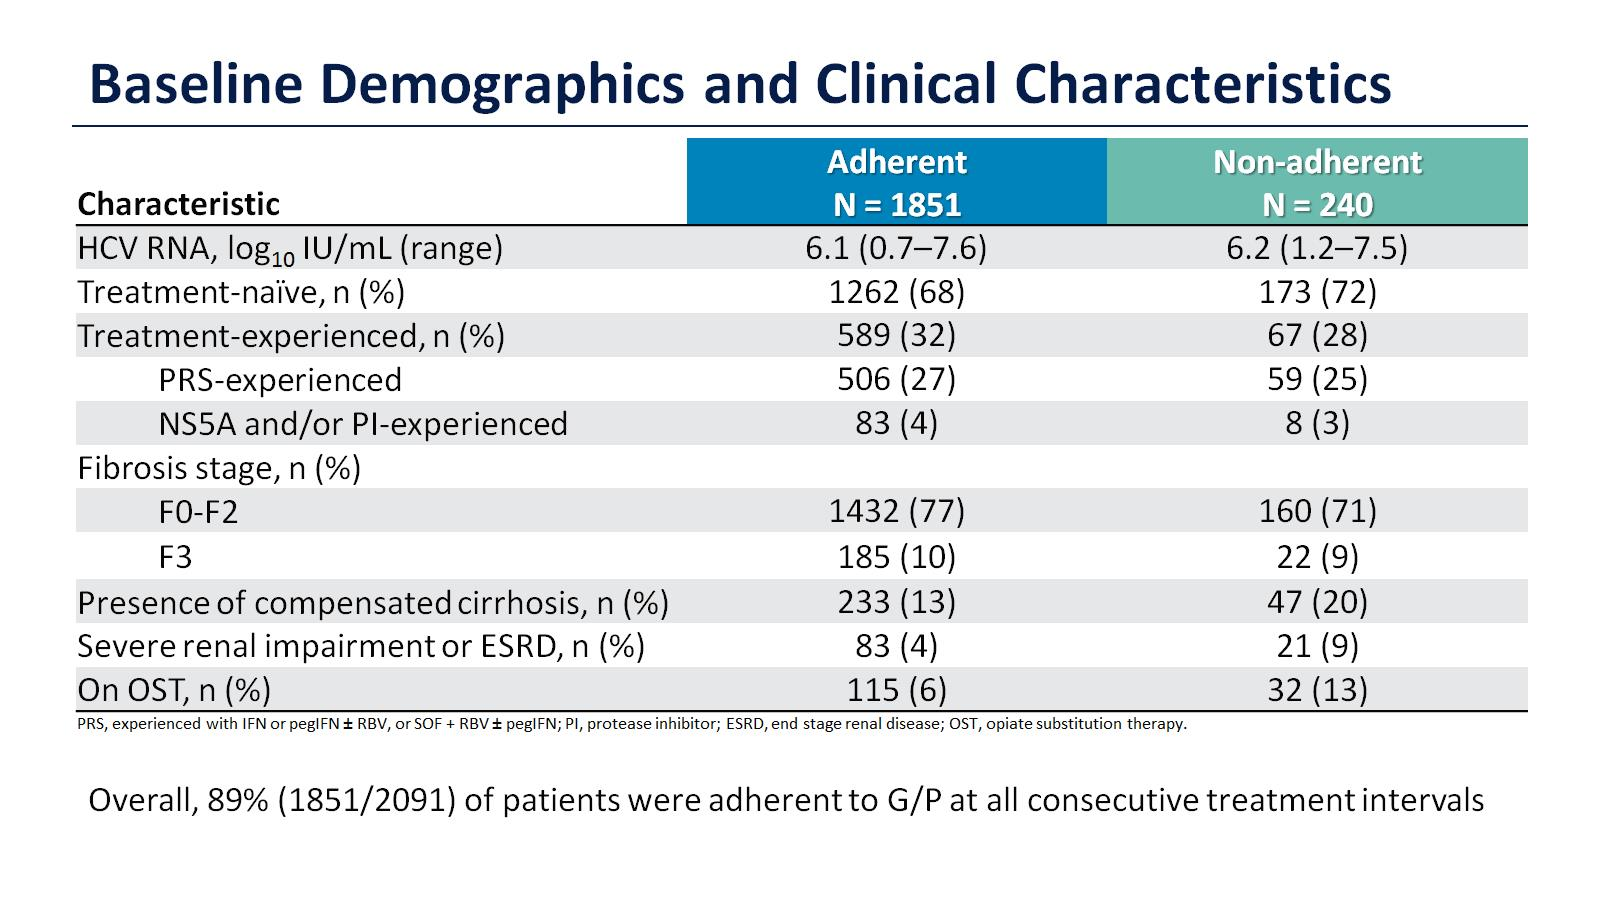 Baseline Demographics and Clinical Characteristics
Characteristic Adherent N = 1851 Non-adherent N = 240
HCV RNA, log10 IU/mL (range) 6.1 (0.7–7.6) 6.2 (1.2–7.5)
Treatment-naïve, n (%) 1262 (68) 173 (72)
Treatment-experienced, n (%) 589 (32) 67 (28)
PRS-experienced 506 (27) 59 (25)
NS5A and/or PI-experienced 83 (4) 8 (3)
Fibrosis stage, n (%)
F0-F2 1432 (77) 160 (71)
F3 185 (10) 22 (9)
Presence of compensated cirrhosis, n (%) 233 (13) 47 (20)
Severe renal impairment or ESRD, n (%) 83 (4) 21 (9)
On OST, n (%) 115 (6) 32 (13)
PRS, experienced with IFN or pegIFN ± RBV, or SOF + RBV ± pegIFN; PI, protease inhibitor; ESRD, end stage renal disease; OST, opiate substitution therapy.
Overall, 89% (1851/2091) of patients were adherent to G/P at all consecutive treatment intervals